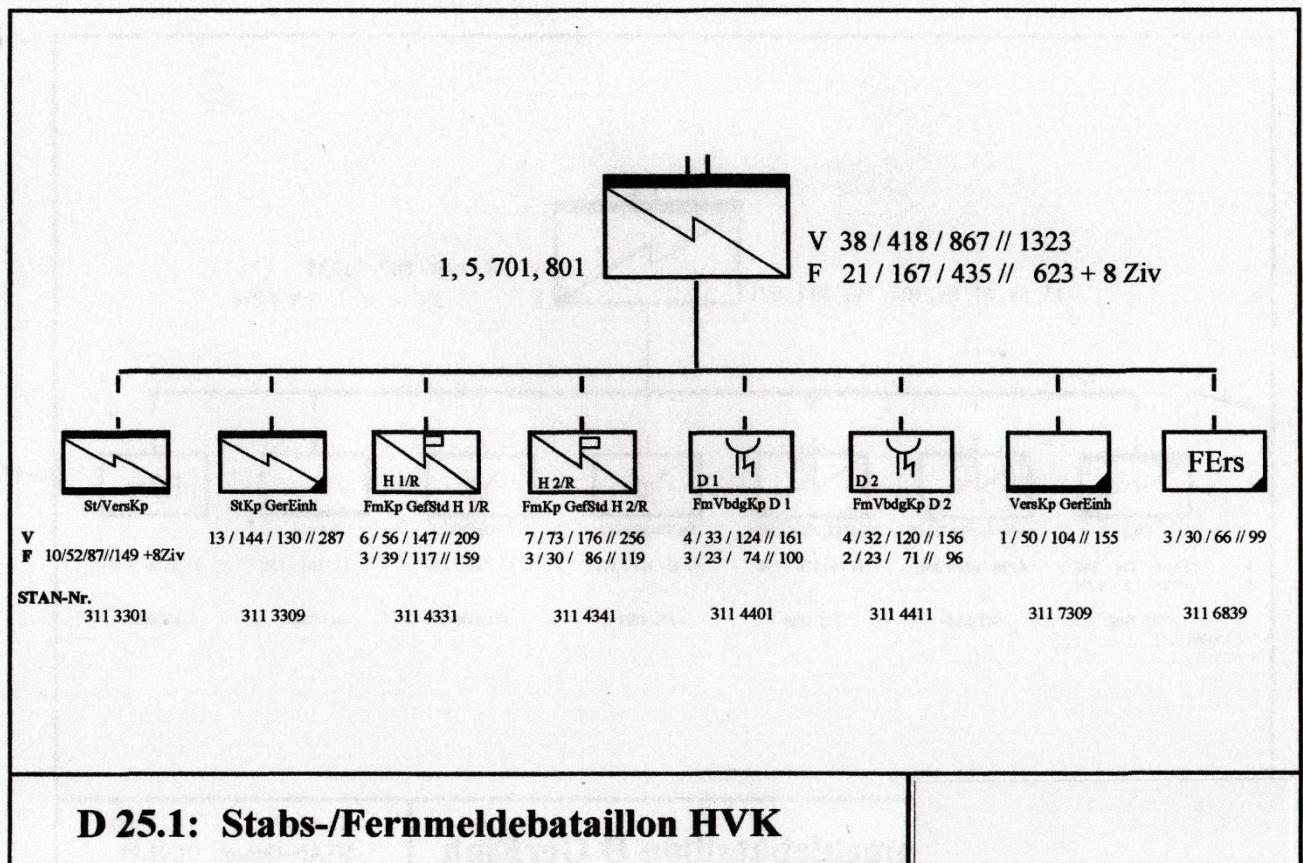 V 38 / 418 / 867 // 1323
1, 5, 701, 801
F 21 / 167 / 435 // 623 + 8 Ziv
H 1/R
H 2/R
D 1
D 2
FErs
St/VersKp StKp GerEinh FmKp GefStd H 1/R FmKp GefStd H 2/R FmVbdgKp D 1 FmVbdgKp D 2 VersKp GerEinh
V 13 / 144 / 130 // 287 6 / 56 / 147 // 209 7 / 73 / 176 // 256 4 / 33 / 124 // 161 4 / 32 / 120 // 156 1 / 50 / 104 // 155 3 / 30 / 66 // 99
F 10/52/87//149 +8Ziv 3 / 39 / 117 // 159 3 / 30 / 86 // 119 3 / 23 / 74 // 100 2 / 23 / 71 // 96
STAN-Nr.
311 3301 311 3309 311 4331 311 4341 311 4401 311 4411 311 7309 311 6839
D 25.1: Stabs-/Fernmeldebataillon HVK